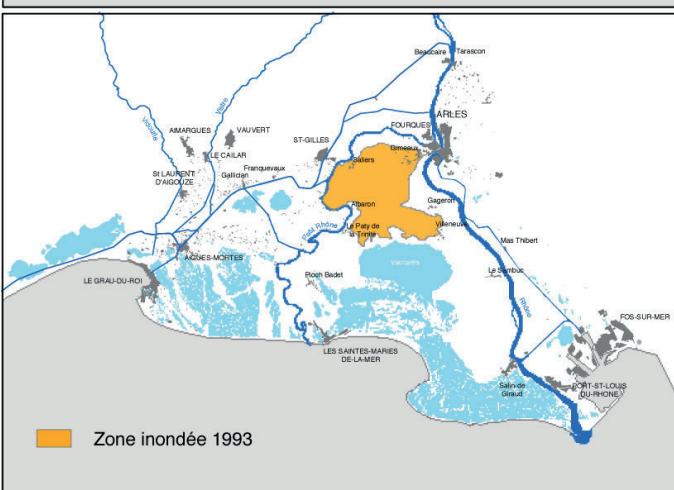 Beaucaire
Tarascon
Vidourle
Vistre
ARLES
FOURQUES
AIMARGUES
VAUVERT
ST-GILLES
Gimeaux
LE CAILAR
Saliers
Franquevaux
Gallician
St LAURENT
D'AIGOUZE
Albaron
Gageron
Le Paty de
la Trinité
Villeneuve
Petit Rhône
Mas Thibert
AIGUES-MORTES
Vaccarès
Le Sambuc
LE GRAU-DU-ROI
Pioch Badet
Rhône
FOS-SUR-MER
LES SAINTES-MARIES
DE-LA-MER
Salin de
Giraud
PORT-ST-LOUIS
DU-RHONE
Zone inondée 1993